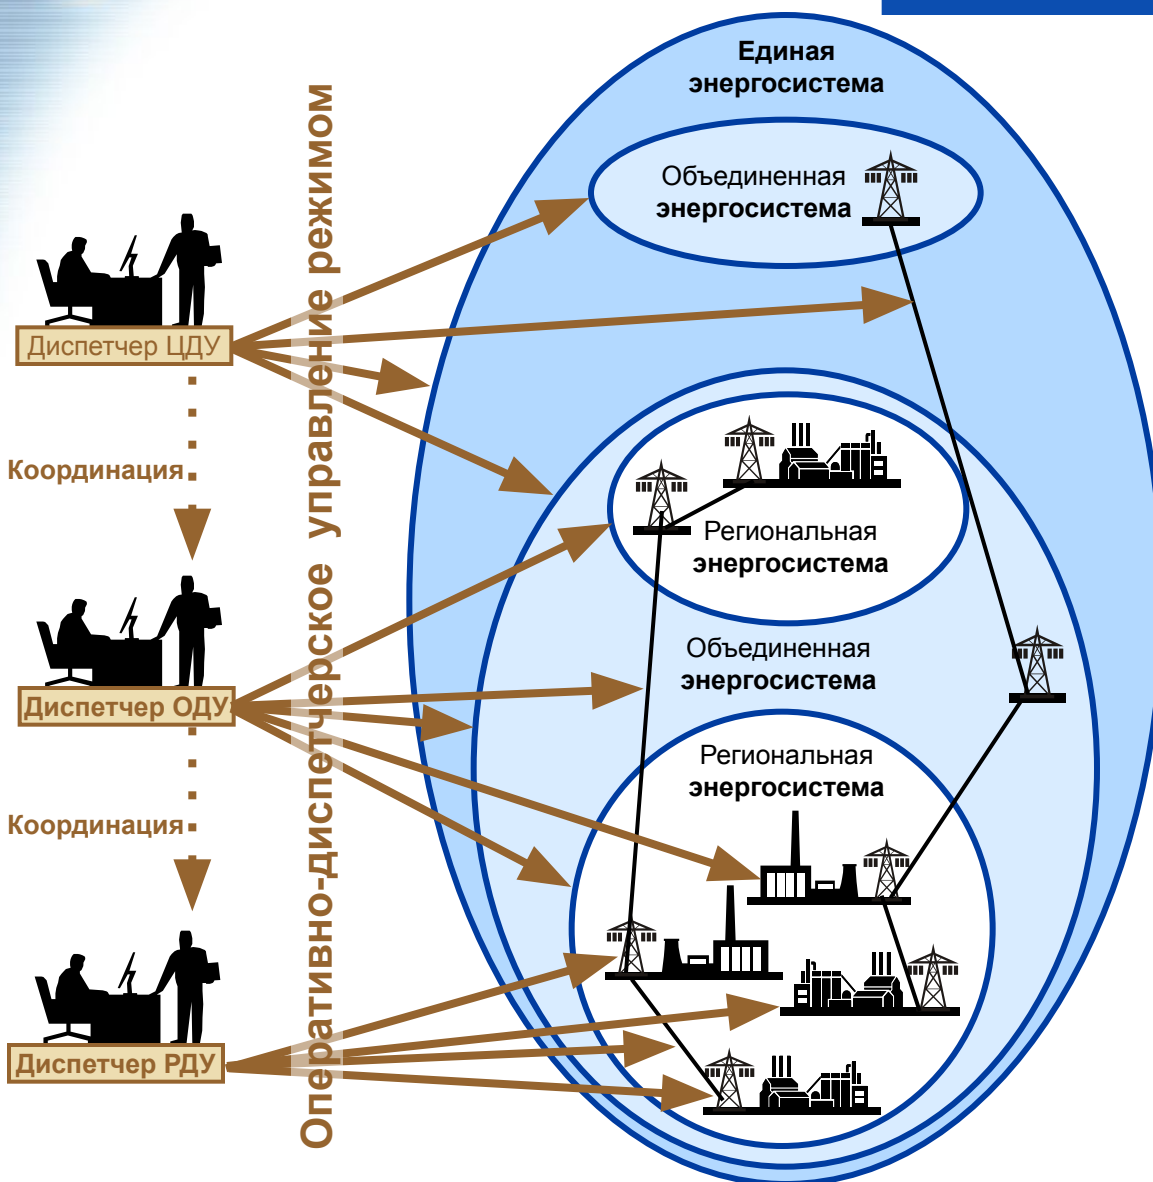 Единая
энергосистема
Объединенная
энергосистема
Диспетчер ЦДУ
Координация
Региональная
энергосистема
Объединенная
энергосистема
Диспетчер ОДУ
Региональная
энергосистема
Координация
Диспетчер РДУ
Оперативно-диспетчерское управление режимом